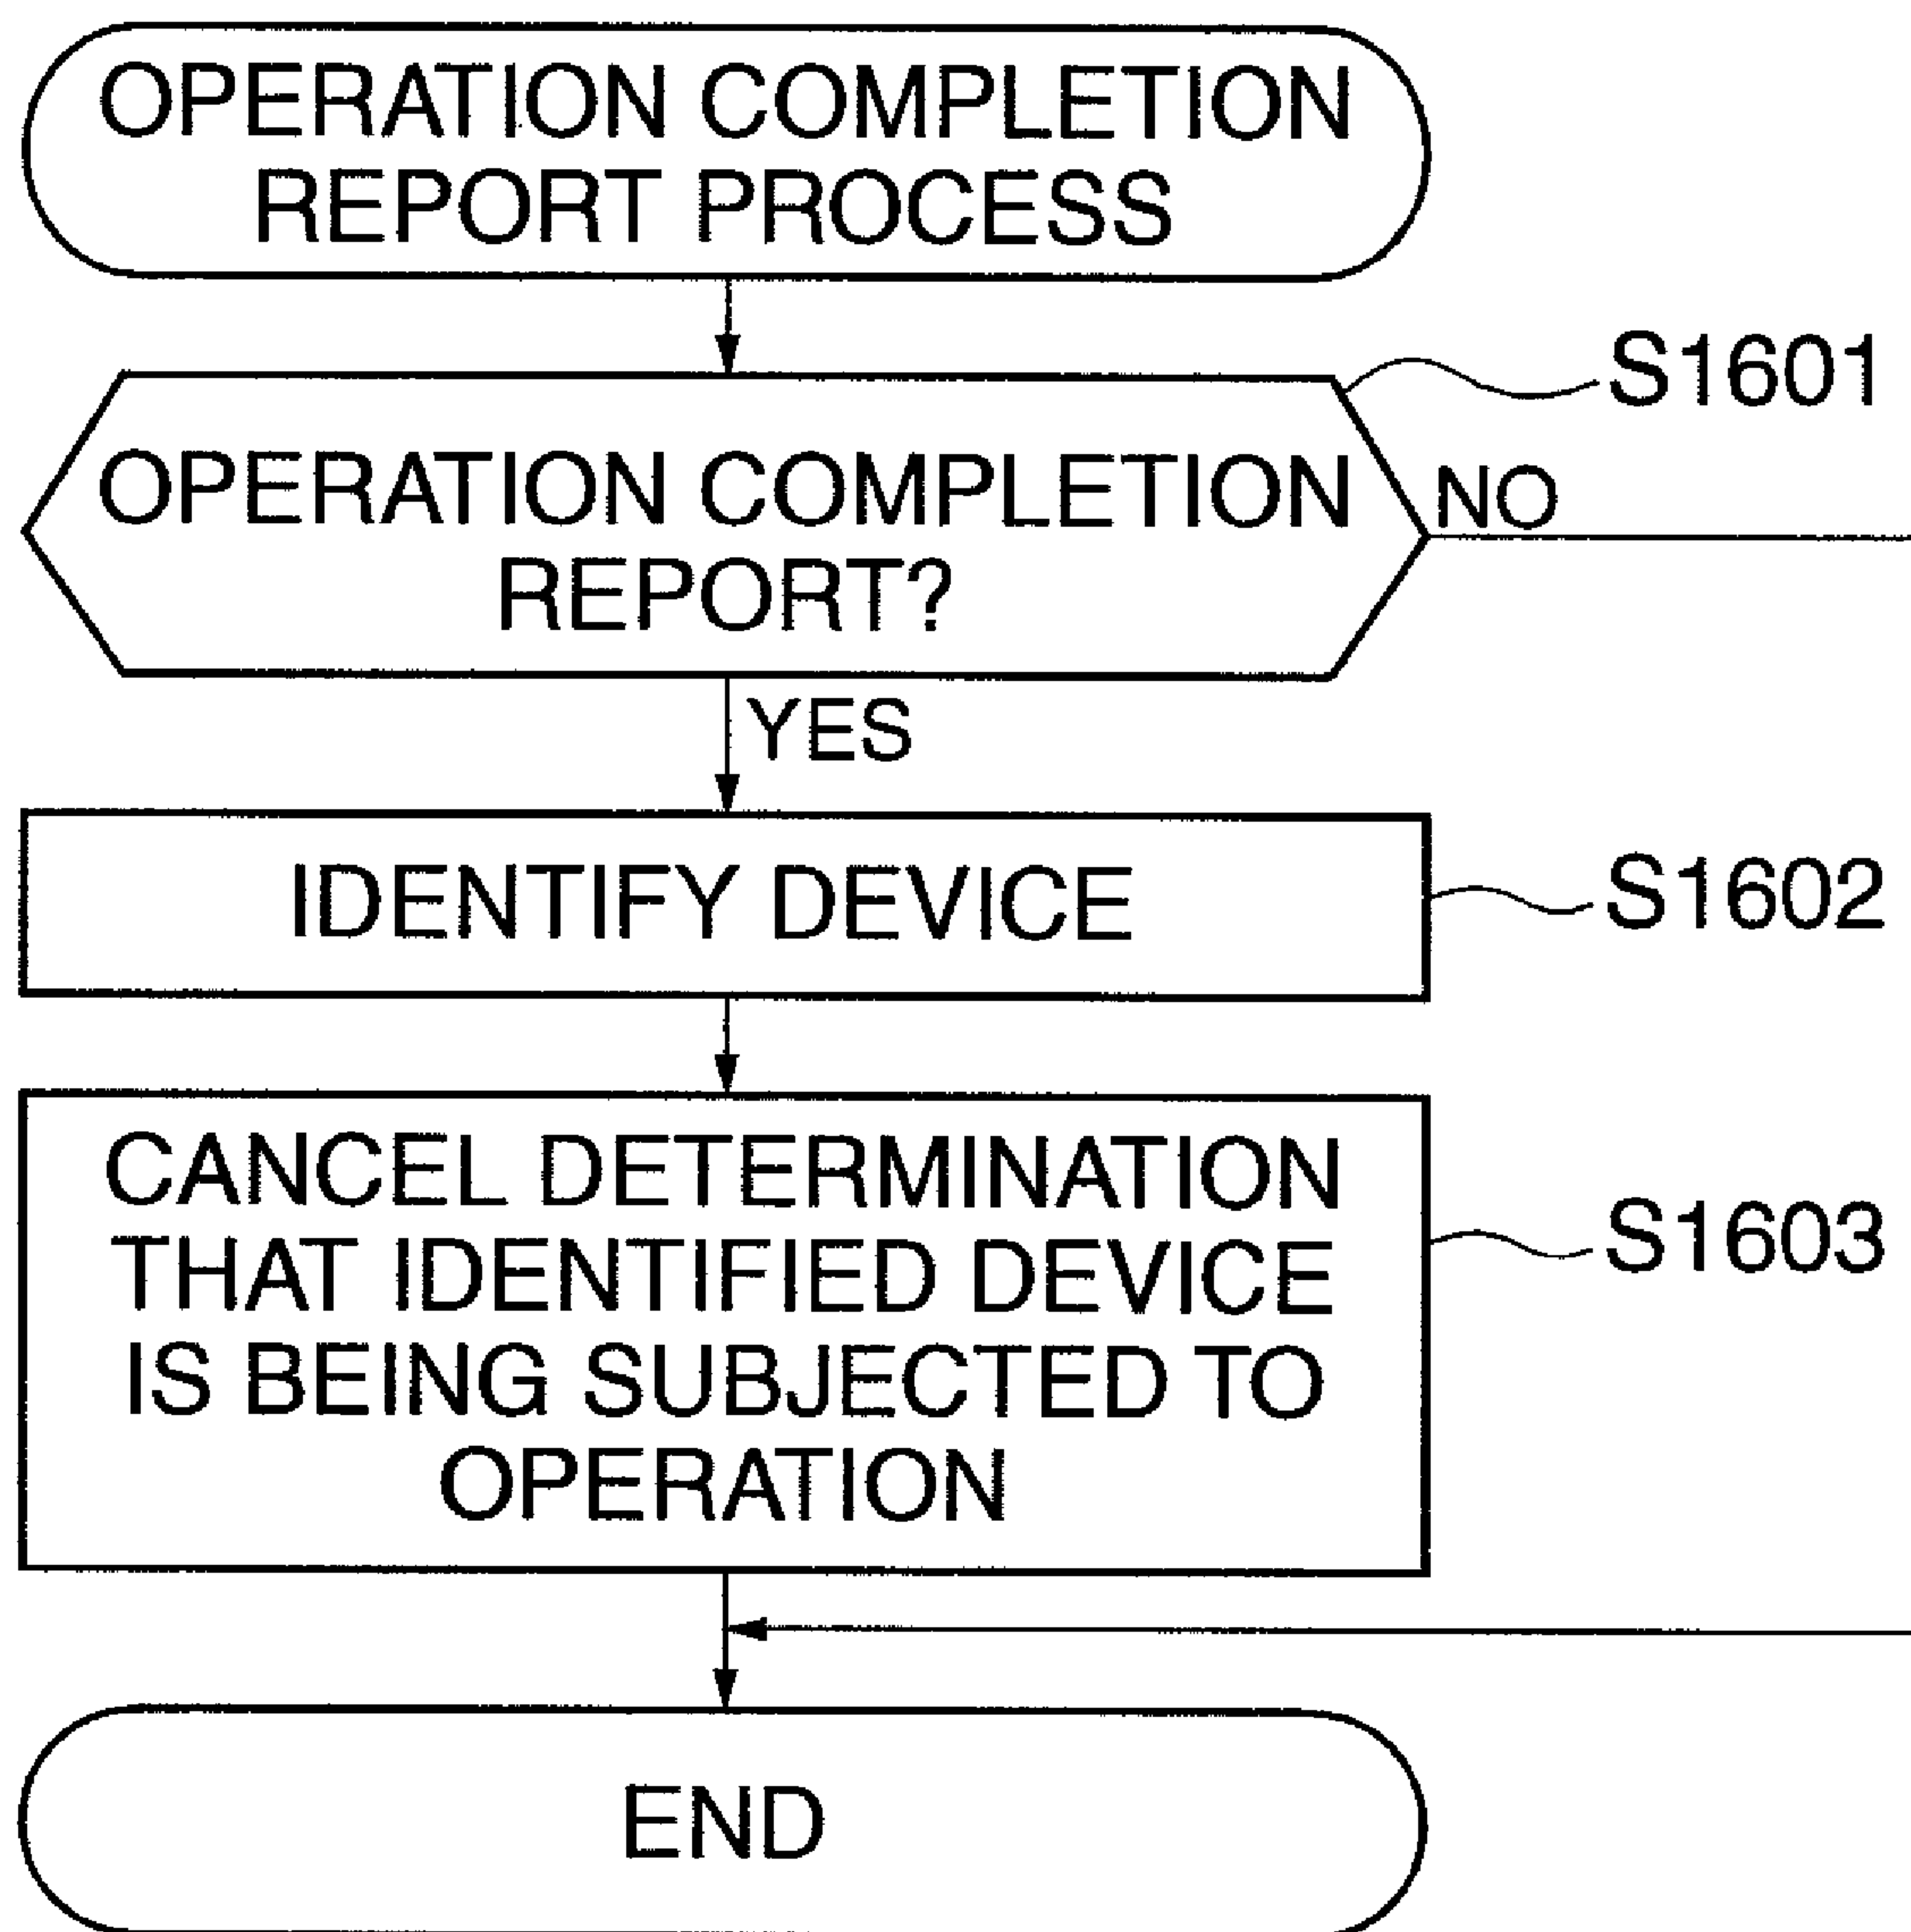 OPERATION COMPLETION
REPORT PROCESS
S1601
OPERATION COMPLETION
REPORT?
NO
YES
IDENTIFY DEVICE
S1602
CANCEL DETERMINATION
THAT IDENTIFIED DEVICE
IS BEING SUBJECTED TO
OPERATION
S1603
END